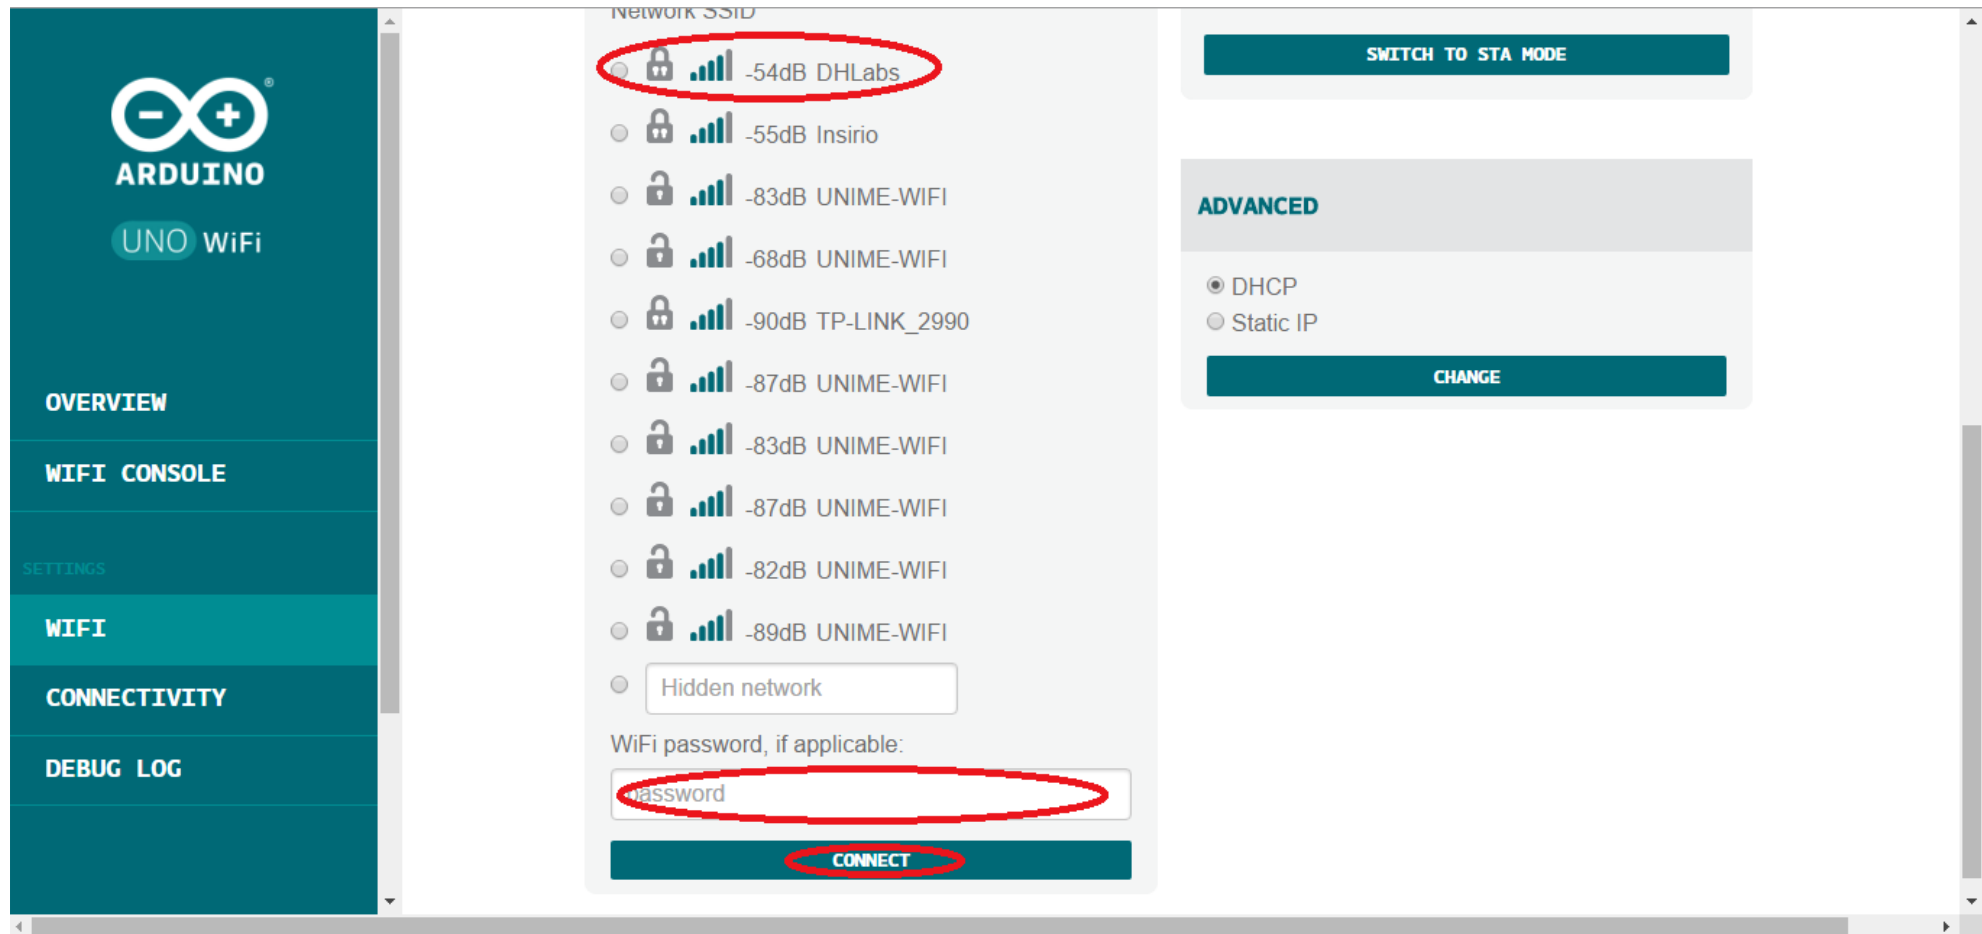 ®
ARDUINO
UNO WiFi
OVERVIEW
WIFI CONSOLE
SETTINGS
WIFI
CONNECTIVITY
DEBUG LOG
Network SSID
-54dB DHLabs
-55dB Insirio
-83dB UNIME-WIFI
-68dB UNIME-WIFI
-90dB TP-LINK_2990
-87dB UNIME-WIFI
-83dB UNIME-WIFI
-87dB UNIME-WIFI
-82dB UNIME-WIFI
-89dB UNIME-WIFI
Hidden network
WiFi password, if applicable:
password
CONNECT
SWITCH TO STA MODE
ADVANCED
DHCP
Static IP
CHANGE